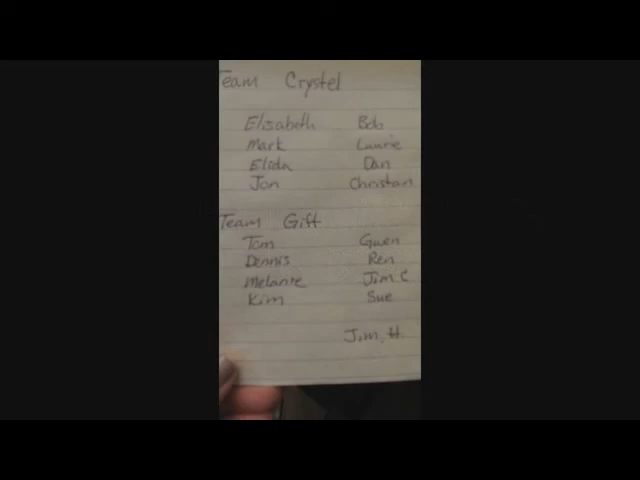 Team Crystel
Elisabeth Bob
Mark Laurie
Elida Dan
Jon Christian
Team Gift
Tom Gwen
Dennis Ren
Melanie Jim C
Kim Sue
Jim. H.